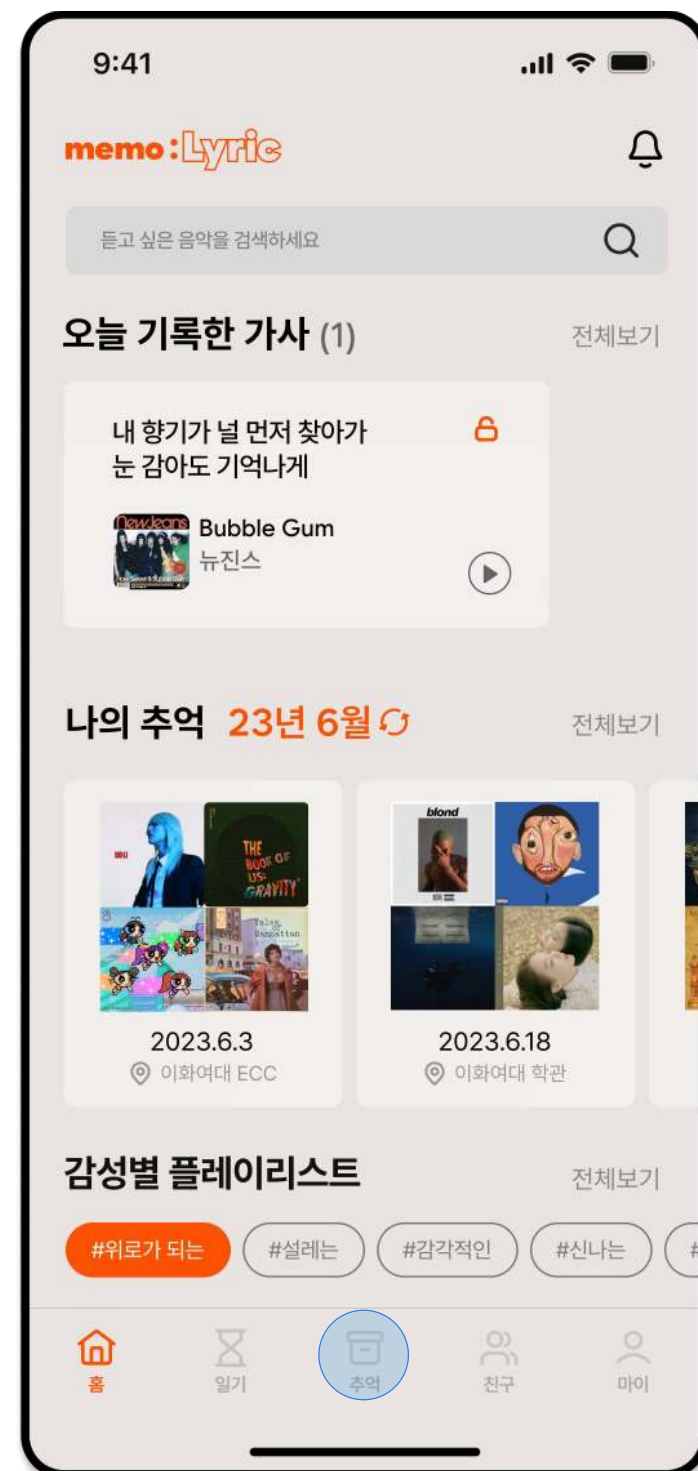 9:41
memo:Lyric
듣고 싶은 음악을 검색하세요
오늘 기록한 가사 (1)
전체보기
내 향기가 널 먼저 찾아가
눈 감아도 기억나게
NewJeans
Bubble Gum
뉴진스
나의 추억 23년 6월
전체보기
THE
BOOK OF
US:
GRAVITY
blond
2023.6.3
이화여대 ECC
2023.6.18
이화여대 학관
감성별 플레이리스트
전체보기
#위로가 되는
#설레는
#감각적인
#신나는
#
홈
일기
추억
친구
마이